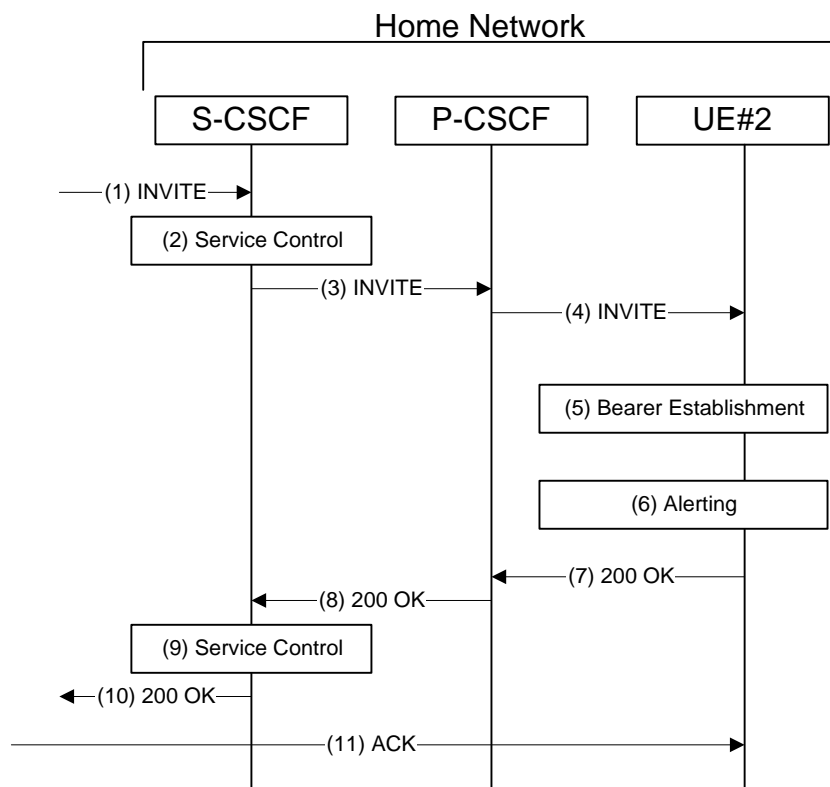 Home Network
S-CSCF
P-CSCF
UE#2
(1) INVITE
(2) Service Control
(3) INVITE
(4) INVITE
(5) Bearer Establishment
(6) Alerting
(7) 200 OK
(8) 200 OK
(9) Service Control
(10) 200 OK
(11) ACK